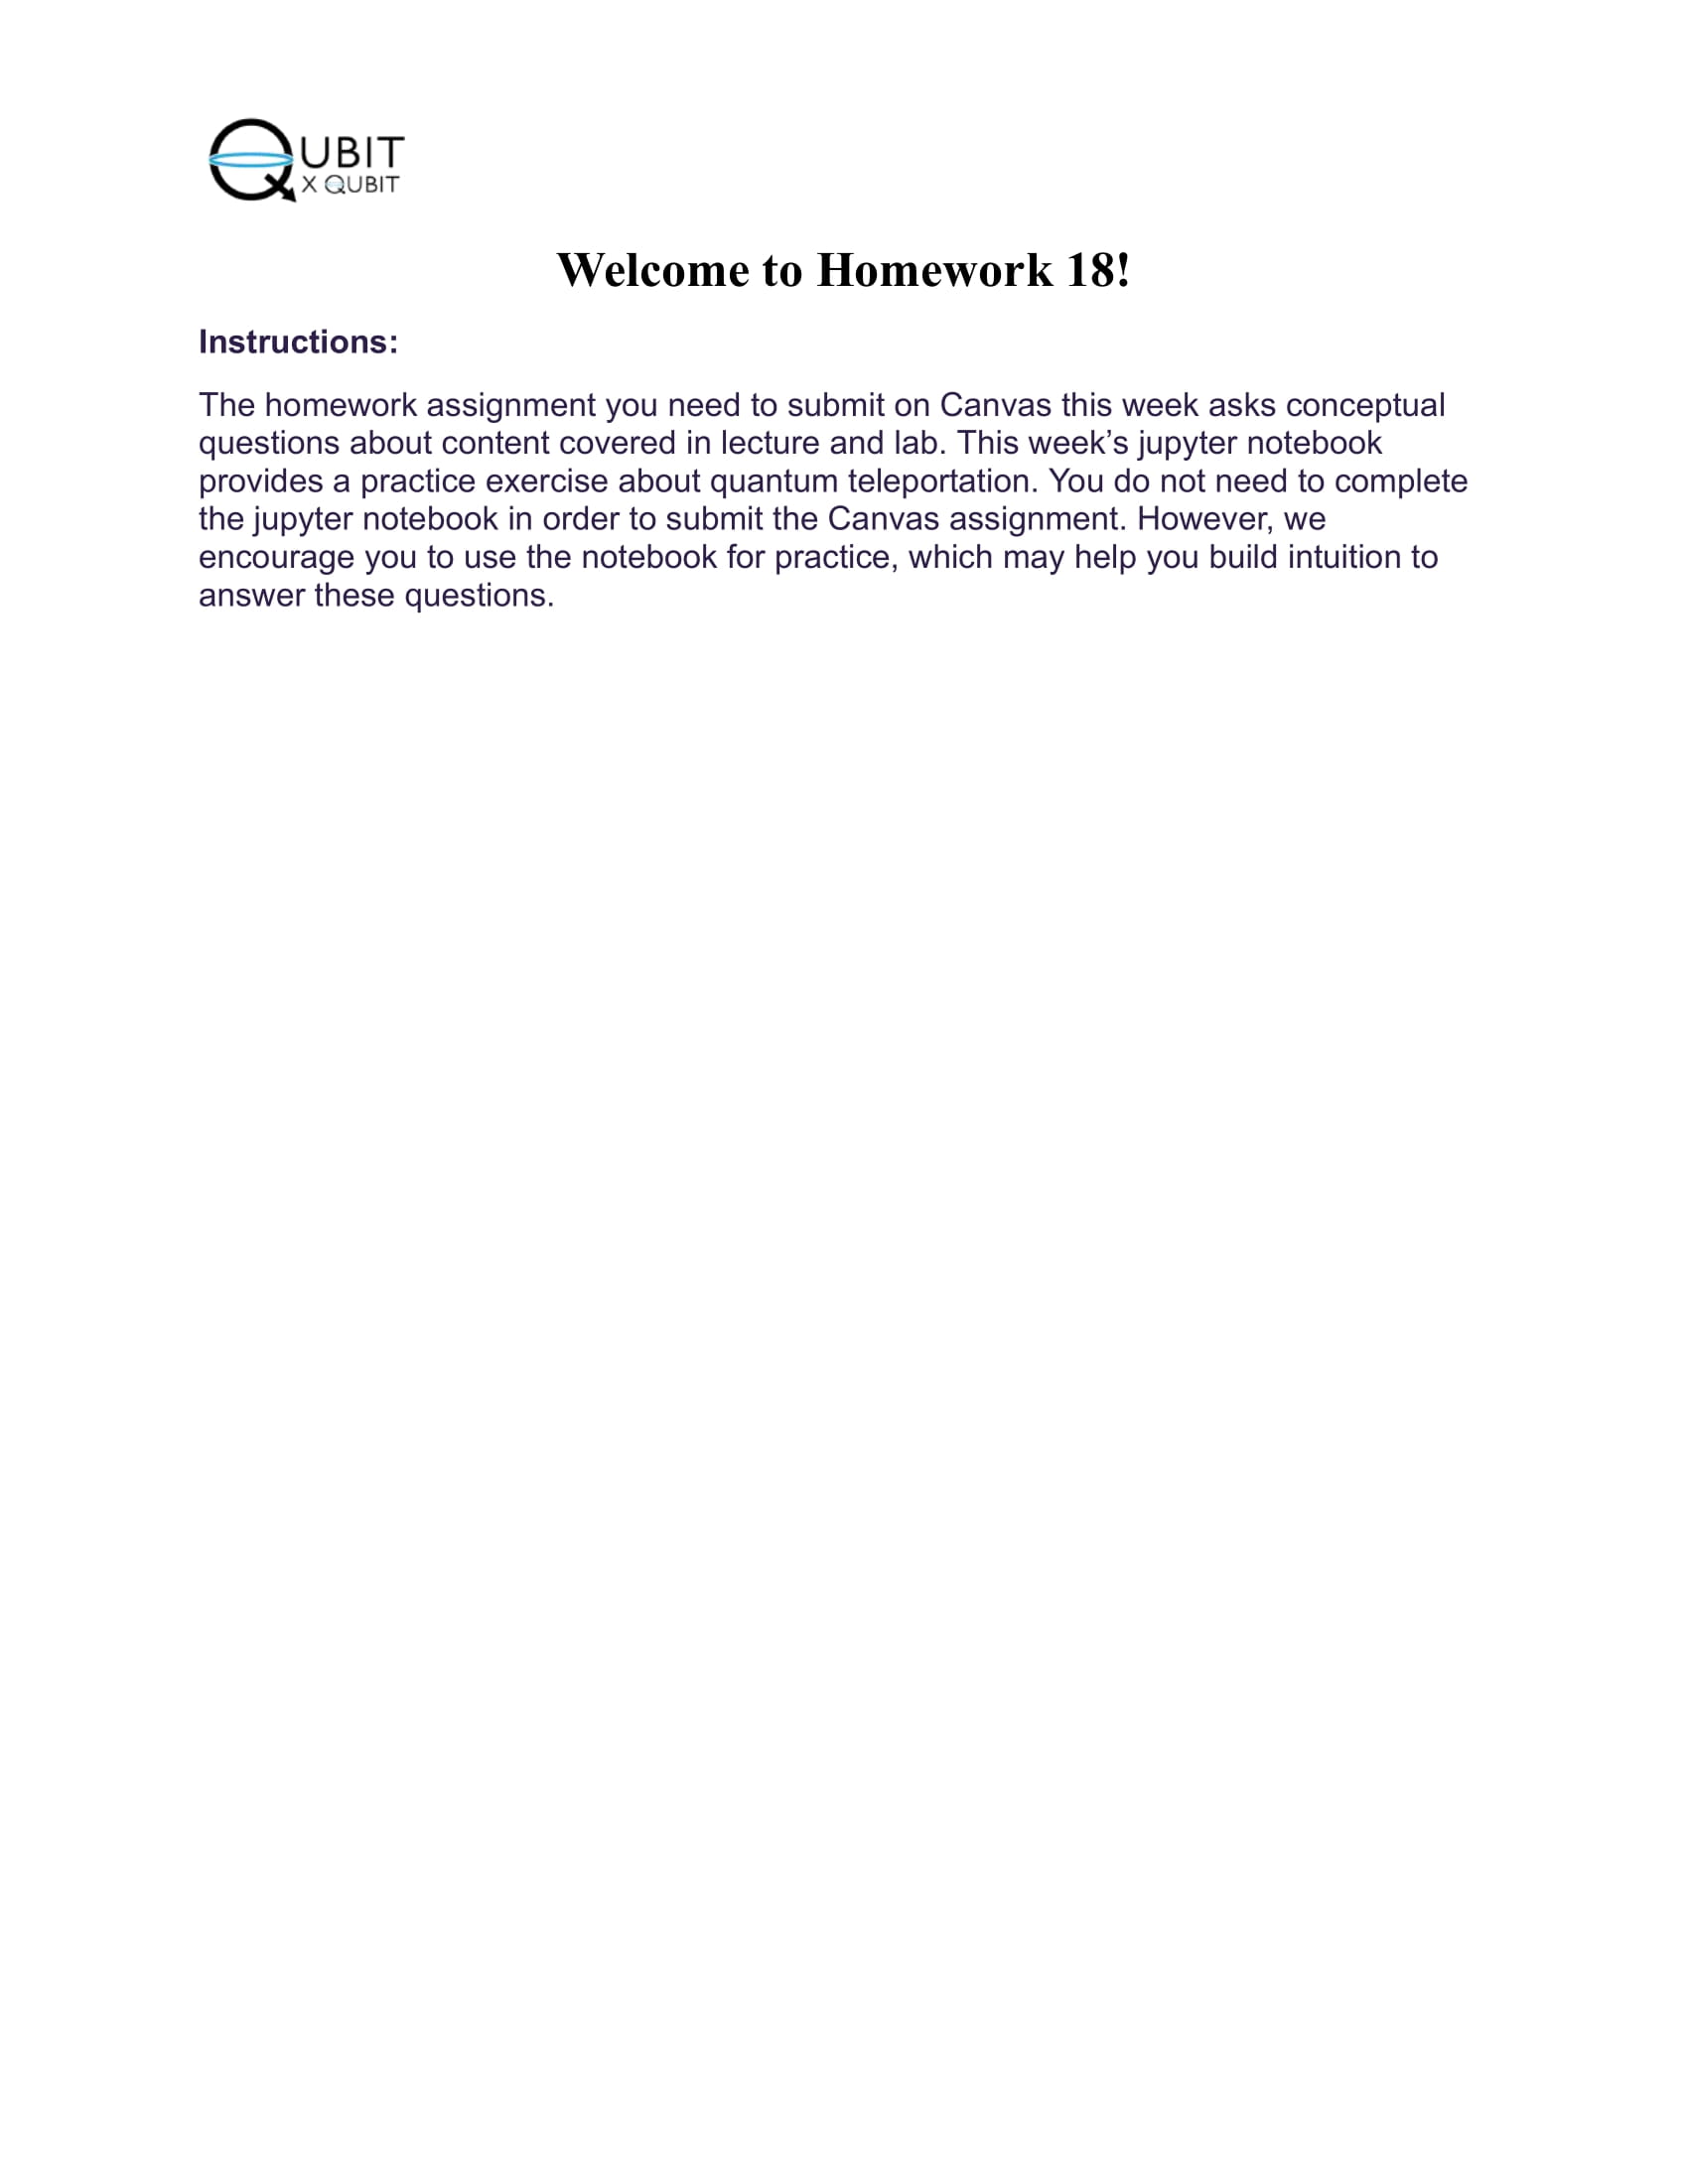 QUBIT
X QUBIT
Welcome to Homework 18!
Instructions:
The homework assignment you need to submit on Canvas this week asks conceptual
questions about content covered in lecture and lab. This week’s jupyter notebook
provides a practice exercise about quantum teleportation. You do not need to complete
the jupyter notebook in order to submit the Canvas assignment. However, we
encourage you to use the notebook for practice, which may help you build intuition to
answer these questions.